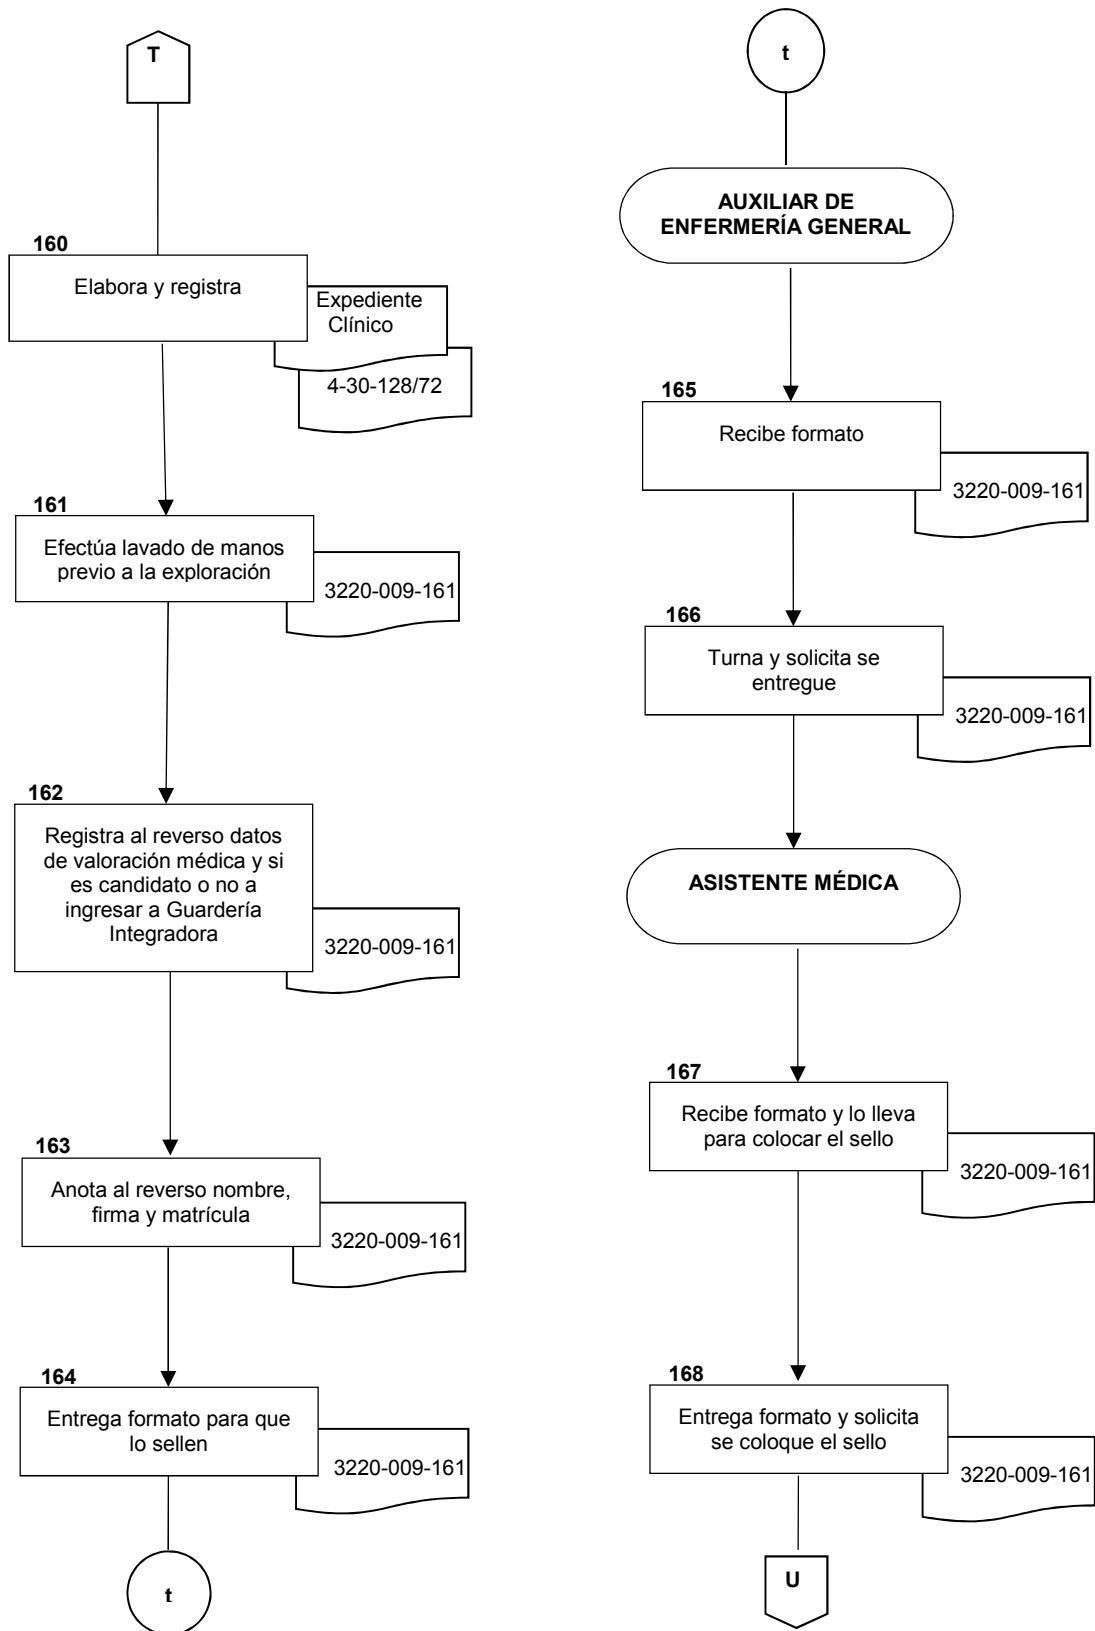 T
160
Elabora y registra
Expediente
Clínico
4-30-128/72
161
Efectúa lavado de manos
previo a la exploración
3220-009-161
162
Registra al reverso datos
de valoración médica y si
es candidato o no a
ingresar a Guardería
Integradora
3220-009-161
163
Anota al reverso nombre,
firma y matrícula
3220-009-161
164
Entrega formato para que
lo sellen
3220-009-161
t
t
AUXILIAR DE
ENFERMERÍA GENERAL
165
Recibe formato
3220-009-161
166
Turna y solicita se
entregue
3220-009-161
ASISTENTE MÉDICA
167
Recibe formato y lo lleva
para colocar el sello
3220-009-161
168
Entrega formato y solicita
se coloque el sello
3220-009-161
U